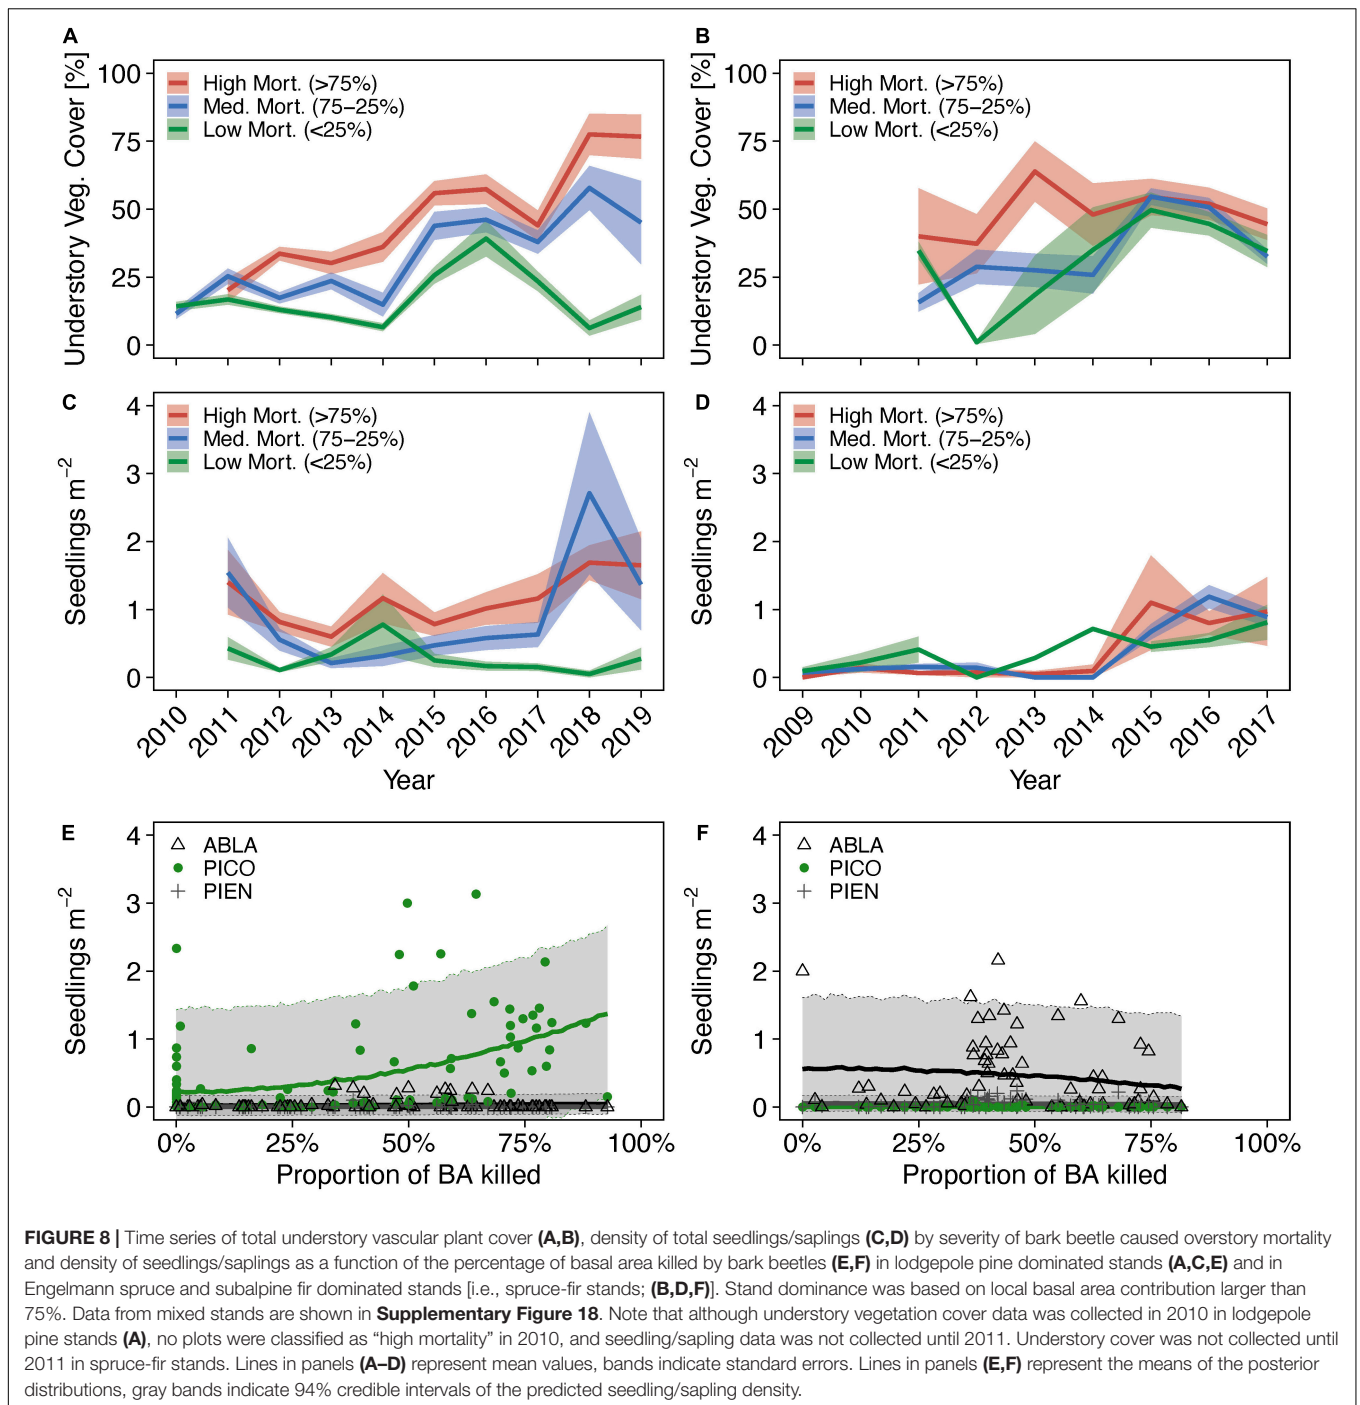 A
Understory Veg. Cover [%]
100
75
50
25
0
High Mort. (>75%)
Med. Mort. (75–25%)
Low Mort. (<25%)
B
Understory Veg. Cover [%]
100
75
50
25
0
High Mort. (>75%)
Med. Mort. (75–25%)
Low Mort. (<25%)
C
Seedlings m⁻²
4
3
2
1
0
High Mort. (>75%)
Med. Mort. (75–25%)
Low Mort. (<25%)
2010 2011 2012 2013 2014 2015 2016 2017 2018 2019
Year
D
Seedlings m⁻²
4
3
2
1
0
High Mort. (>75%)
Med. Mort. (75–25%)
Low Mort. (<25%)
2009 2010 2011 2012 2013 2014 2015 2016 2017
Year
E
Seedlings m⁻²
4
3
2
1
0
ABLA
PICO
PIEN
0% 25% 50% 75% 100%
Proportion of BA killed
F
Seedlings m⁻²
4
3
2
1
0
ABLA
PICO
PIEN
0% 25% 50% 75% 100%
Proportion of BA killed
FIGURE 8 | Time series of total understory vascular plant cover (A,B), density of total seedlings/saplings (C,D) by severity of bark beetle caused overstory mortality
and density of seedlings/saplings as a function of the percentage of basal area killed by bark beetles (E,F) in lodgepole pine dominated stands (A,C,E) and in
Engelmann spruce and subalpine fir dominated stands [i.e., spruce-fir stands; (B,D,F)]. Stand dominance was based on local basal area contribution larger than
75%. Data from mixed stands are shown in Supplementary Figure 18. Note that although understory vegetation cover data was collected in 2010 in lodgepole
pine stands (A), no plots were classified as “high mortality” in 2010, and seedling/sapling data was not collected until 2011. Understory cover was not collected until
2011 in spruce-fir stands. Lines in panels (A–D) represent mean values, bands indicate standard errors. Lines in panels (E,F) represent the means of the posterior
distributions, gray bands indicate 94% credible intervals of the predicted seedling/sapling density.